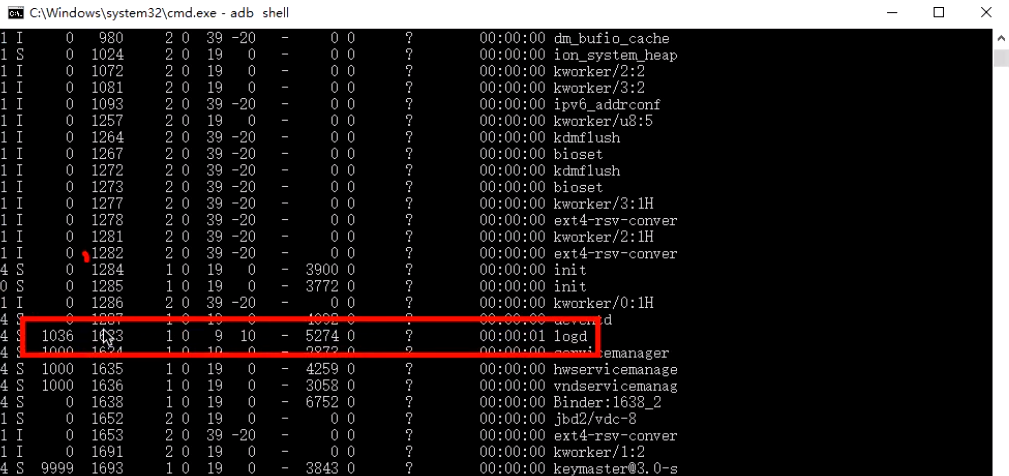 C:\Windows\system32\cmd.exe - adb shell
1 I 0 980 2 0 39 -20 - 0 0 ? 00:00:00 dm_bufio_cache
1 S 0 1024 2 0 19 0 - 0 0 ? 00:00:00 ion_system_heap
1 I 0 1072 2 0 19 0 - 0 0 ? 00:00:00 kworker/2:2
1 I 0 1081 2 0 19 0 - 0 0 ? 00:00:00 kworker/3:2
1 I 0 1093 2 0 39 -20 - 0 0 ? 00:00:00 ipv6_addrconf
1 I 0 1257 2 0 19 0 - 0 0 ? 00:00:00 kworker/u8:5
1 I 0 1264 2 0 39 -20 - 0 0 ? 00:00:00 kdmflush
1 I 0 1267 2 0 39 -20 - 0 0 ? 00:00:00 bioset
1 I 0 1272 2 0 39 -20 - 0 0 ? 00:00:00 kdmflush
1 I 0 1273 2 0 39 -20 - 0 0 ? 00:00:00 bioset
1 I 0 1277 2 0 39 -20 - 0 0 ? 00:00:00 kworker/3:1H
1 I 0 1278 2 0 39 -20 - 0 0 ? 00:00:00 ext4-rsv-conver
1 I 0 1281 2 0 39 -20 - 0 0 ? 00:00:00 kworker/2:1H
1 I 0 1282 2 0 39 -20 - 0 0 ? 00:00:00 ext4-rsv-conver
4 S 0 1284 1 0 19 0 - 3900 0 ? 00:00:00 init
0 S 0 1285 1 0 19 0 - 3772 0 ? 00:00:00 init
1 I 0 1286 2 0 39 -20 - 0 0 ? 00:00:00 kworker/0:1H
4 S 0 1287 1 0 19 0 - 4092 0 ? 00:00:00 ueventd
4 S 1036 1 0 9 10 - 5274 0 ? 00:00:01 logd
4 S 1000 1634 1 0 19 0 - 2873 0 ? 00:00:00 servicemanager
4 S 1000 1635 1 0 19 0 - 4259 0 ? 00:00:00 hwservicemanage
4 S 1000 1636 1 0 19 0 - 3058 0 ? 00:00:00 vndservicemanag
4 S 0 1638 1 0 19 0 - 6752 0 ? 00:00:00 Binder:1638_2
1 S 0 1652 2 0 19 0 - 0 0 ? 00:00:00 jbd2/vdc-8
1 I 0 1653 2 0 39 -20 - 0 0 ? 00:00:00 ext4-rsv-conver
1 I 0 1691 2 0 19 0 - 0 0 ? 00:00:00 kworker/1:2
4 S 9999 1693 1 0 19 0 - 3843 0 ? 00:00:00 keymaster@3.0-s